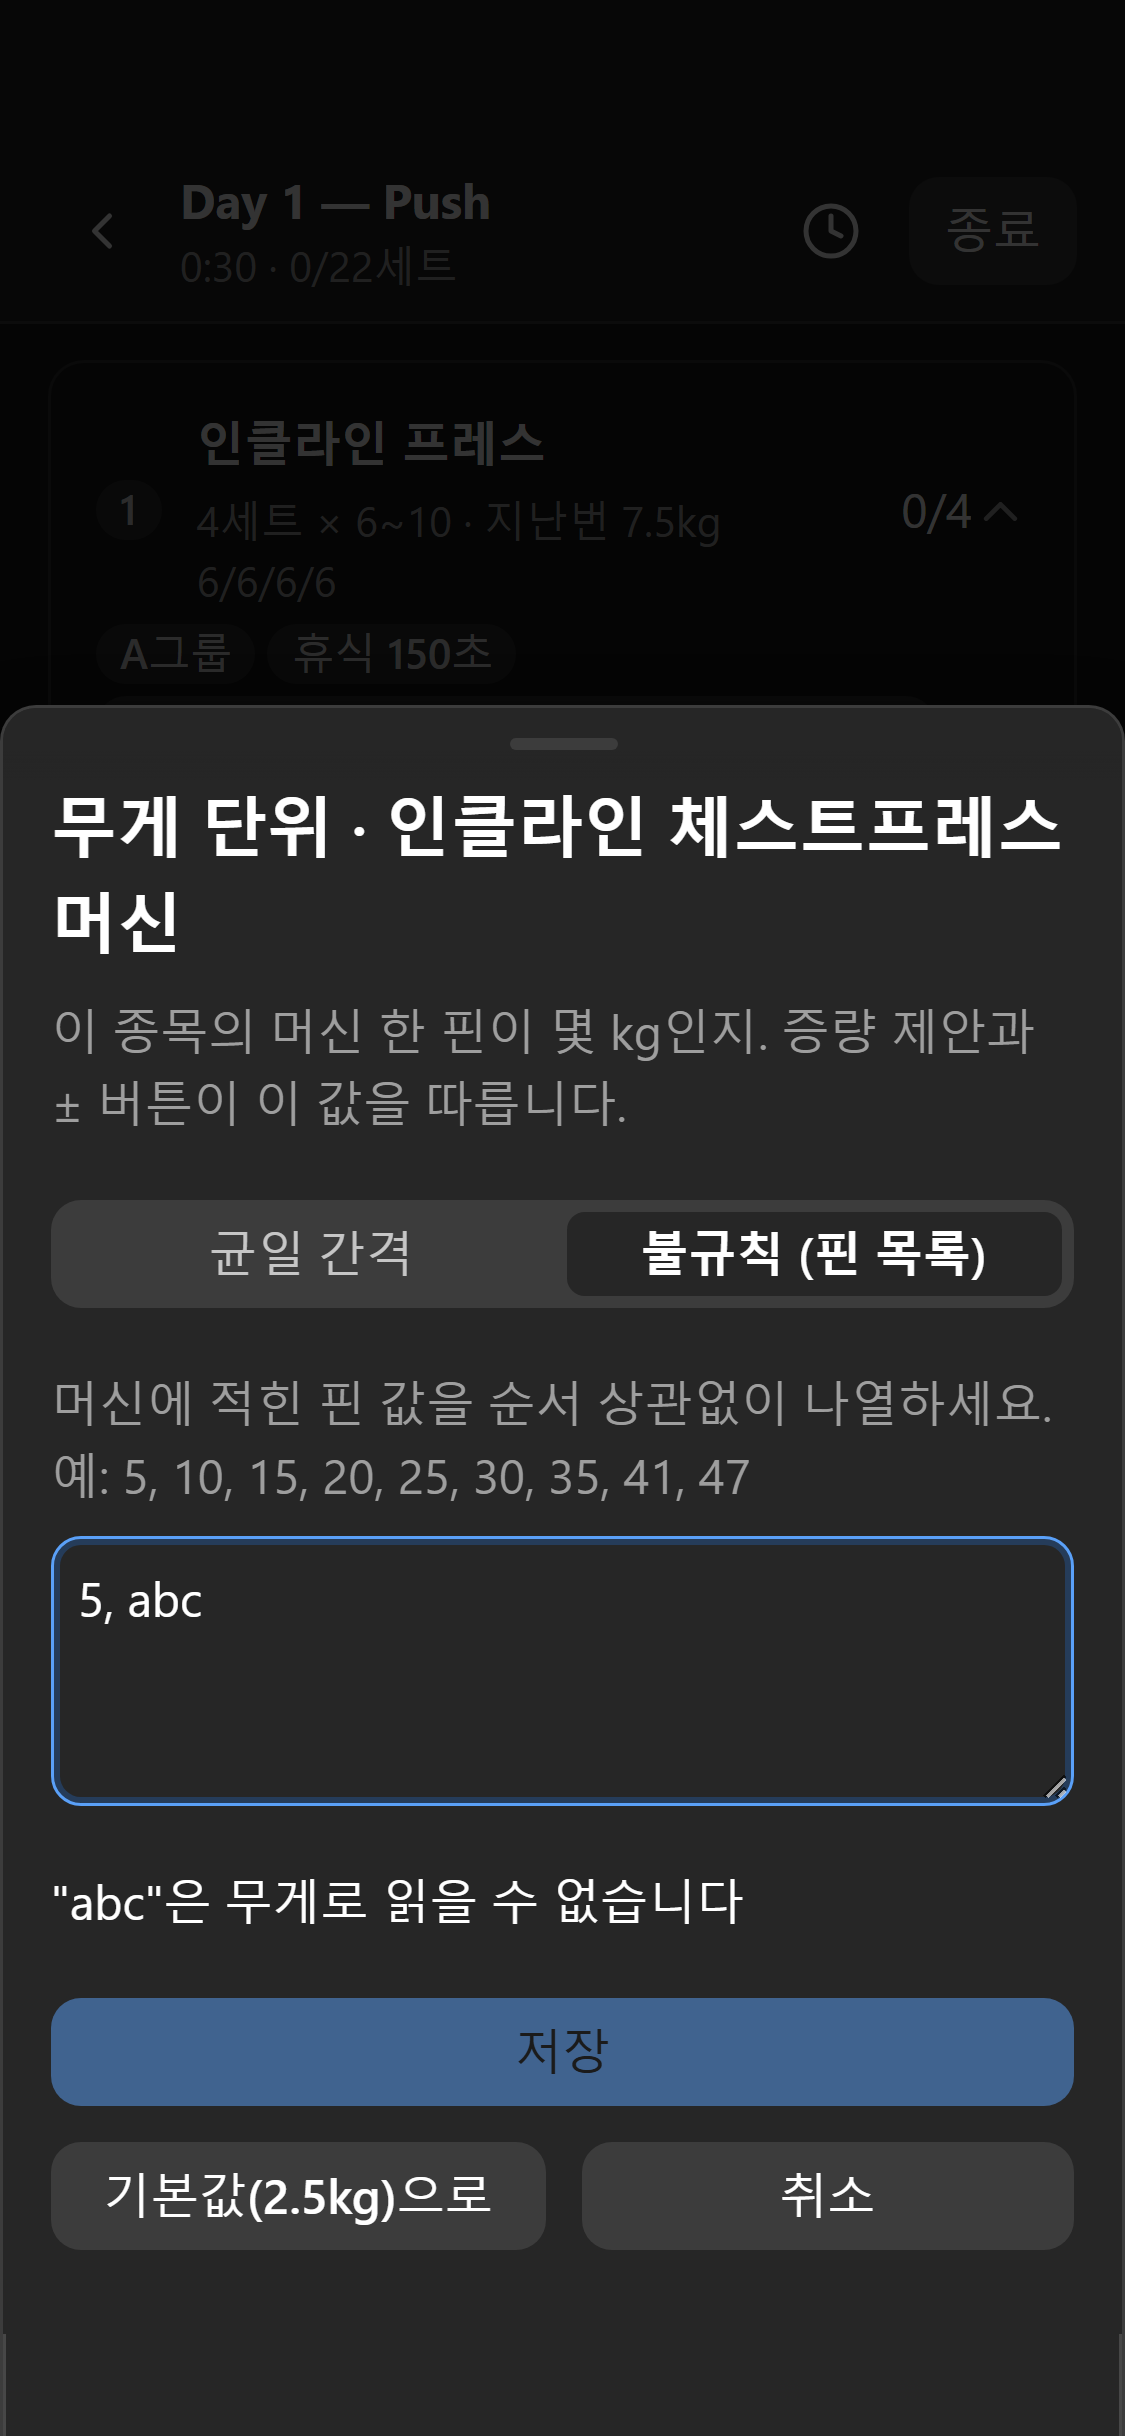 Day 1 — Push
0:30 · 0/22세트
종료
인클라인 프레스
1
4세트 × 6~10 · 지난번 7.5kg
6/6/6/6
0/4
A그룹
휴식 150초
무게 단위 · 인클라인 체스트프레스
머신
이 종목의 머신 한 핀이 몇 kg인지. 증량 제안과
± 버튼이 이 값을 따릅니다.
균일 간격
불규칙 (핀 목록)
머신에 적힌 핀 값을 순서 상관없이 나열하세요.
예: 5, 10, 15, 20, 25, 30, 35, 41, 47
5, abc
"abc"은 무게로 읽을 수 없습니다
저장
기본값(2.5kg)으로
취소